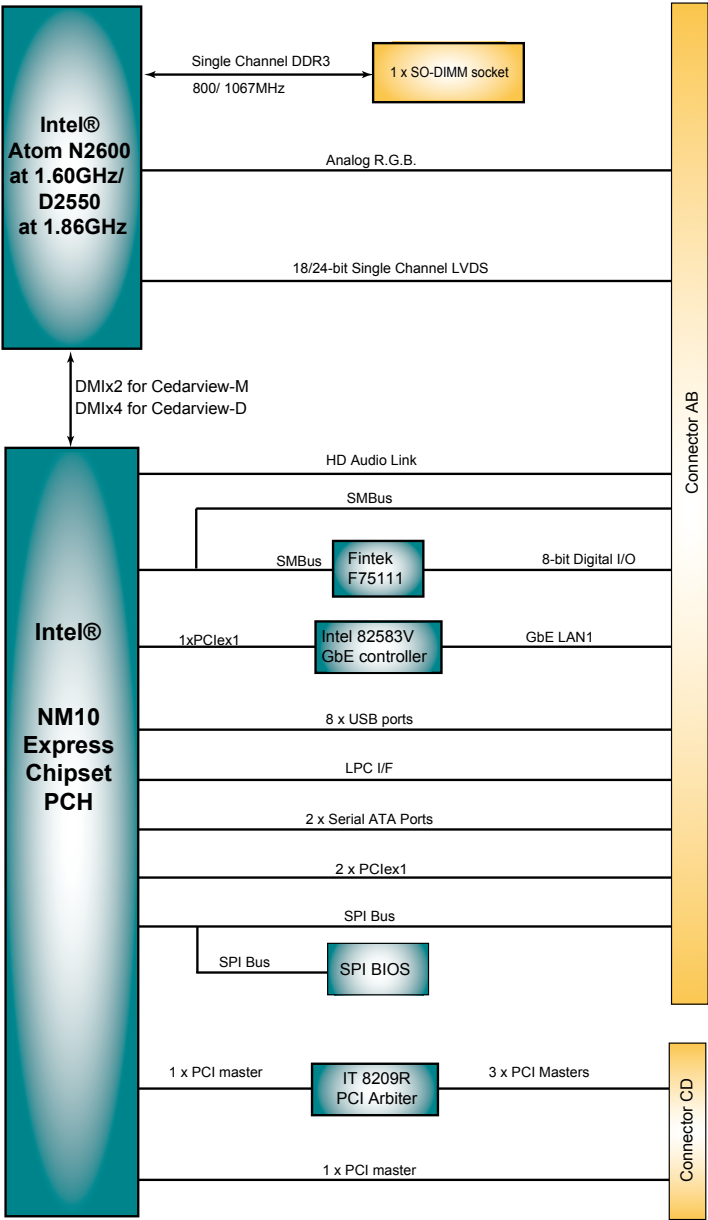 Single Channel DDR3
800/ 1067MHz
1 x SO-DIMM socket
Intel®
Atom N2600
at 1.60GHz/
D2550
at 1.86GHz
Analog R.G.B.
18/24-bit Single Channel LVDS
DMIx2 for Cedarview-M
DMIx4 for Cedarview-D
Connector AB
HD Audio Link
SMBus
SMBus
Fintek
F75111
8-bit Digital I/O
Intel®
NM10
Express
Chipset
PCH
1xPCIex1
Intel 82583V
GbE controller
GbE LAN1
8 x USB ports
LPC I/F
2 x Serial ATA Ports
2 x PCIex1
SPI Bus
SPI Bus
SPI BIOS
1 x PCI master
IT 8209R
PCI Arbiter
3 x PCI Masters
1 x PCI master
Connector CD